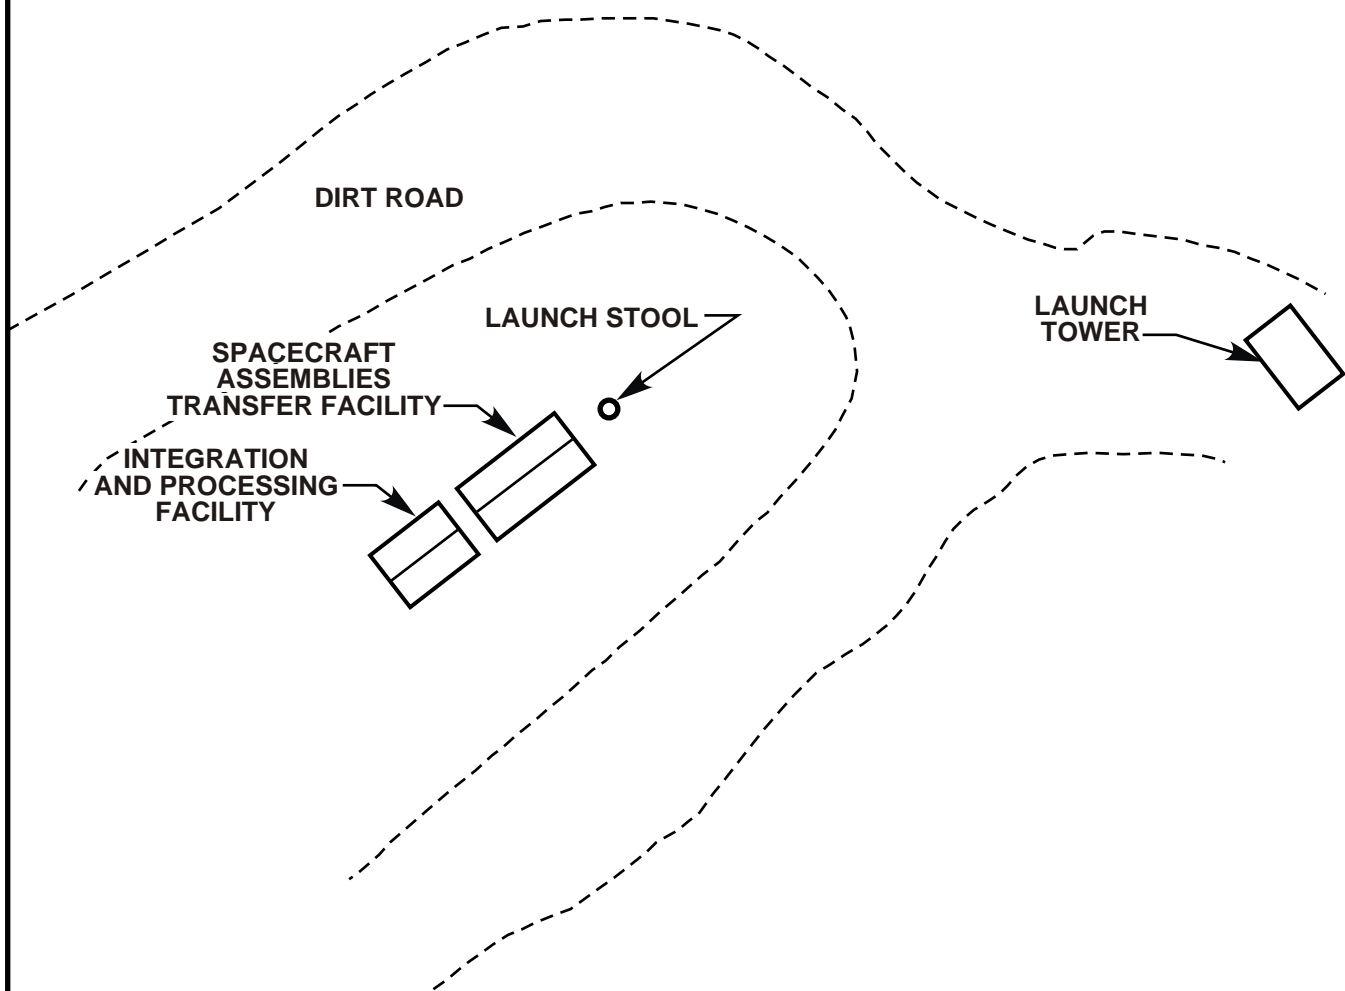 DIRT ROAD
LAUNCH STOOL
LAUNCH
TOWER
SPACECRAFT
ASSEMBLIES
TRANSFER FACILITY
INTEGRATION
AND PROCESSING
FACILITY